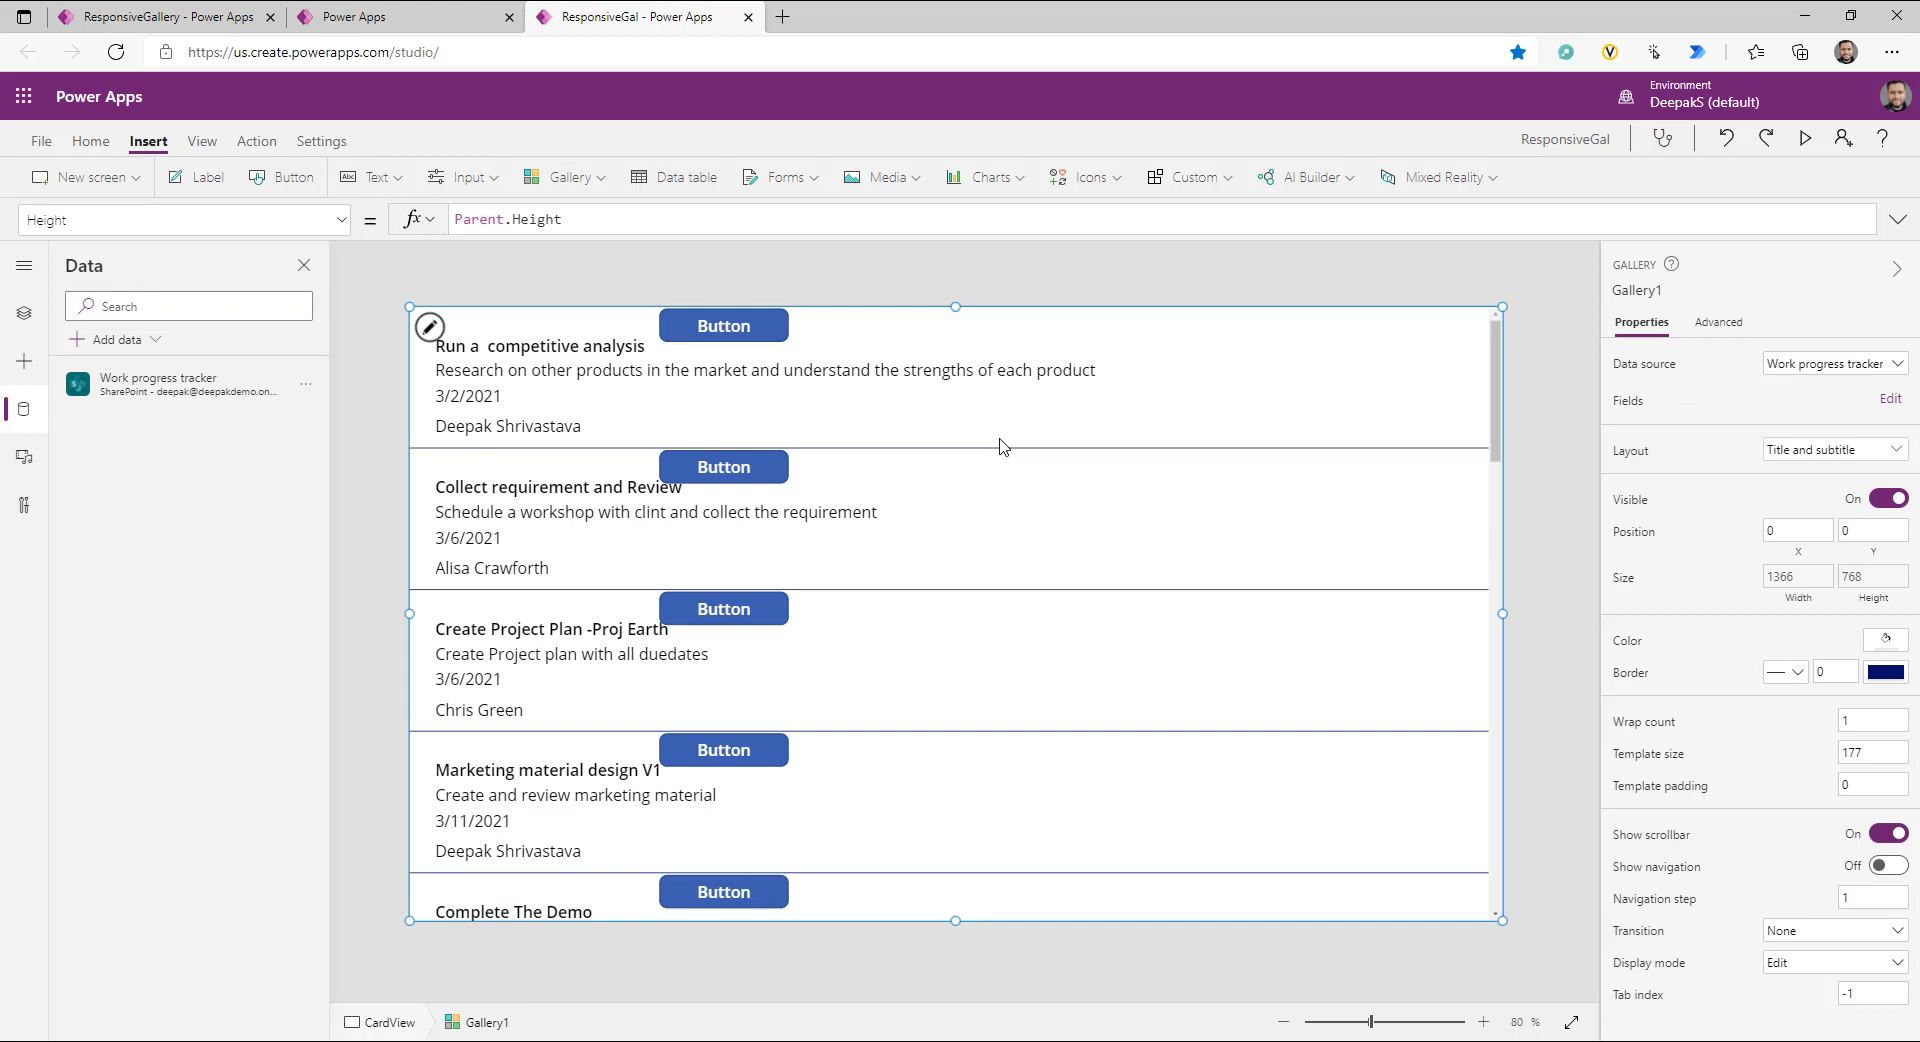 ResponsiveGallery - Power Apps
Power Apps
ResponsiveGal - Power Apps
https://us.create.powerapps.com/studio/
Power Apps
Environment
DeepakS (default)
File Home Insert View Action Settings
ResponsiveGal
New screen Label Button Abc Text Input Gallery Data table Forms Media Charts Icons Custom AI Builder Mixed Reality
Height = fx Parent.Height
Data
Search
Add data
Work progress tracker
SharePoint - deepak@deepakdemo.on...
Button
Run a  competitive analysis
Research on other products in the market and understand the strengths of each product
3/2/2021
Deepak Shrivastava
Button
Collect requirement and Review
Schedule a workshop with clint and collect the requirement
3/6/2021
Alisa Crawforth
Button
Create Project Plan -Proj Earth
Create Project plan with all duedates
3/6/2021
Chris Green
Button
Marketing material design V1
Create and review marketing material
3/11/2021
Deepak Shrivastava
Button
Complete The Demo
CardView Gallery1
80 %
GALLERY ?
Gallery1
Properties Advanced
Data source Work progress tracker
Fields Edit
Layout Title and subtitle
Visible On
Position 0 0
X Y
Size 1366 768
Width Height
Color
Border 0
Wrap count 1
Template size 177
Template padding 0
Show scrollbar On
Show navigation Off
Navigation step 1
Transition None
Display mode Edit
Tab index -1